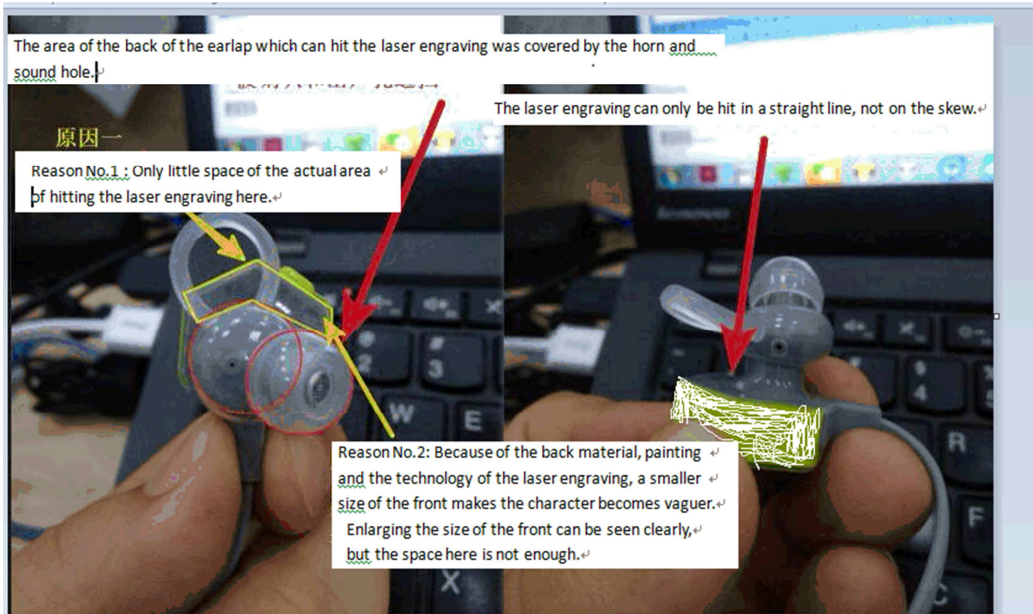 The area of the back of the earlap which can hit the laser engraving was covered by the horn and
sound hole.
The laser engraving can only be hit in a straight line, not on the skew.
原因一
Reason No.1 : Only little space of the actual area
of hitting the laser engraving here.
Reason No.2: Because of the back material, painting
and the technology of the laser engraving, a smaller
size of the front makes the character becomes vaguer.
Enlarging the size of the front can be seen clearly,
but the space here is not enough.
lenovo
2
3
W
E
X
4
R
F
C